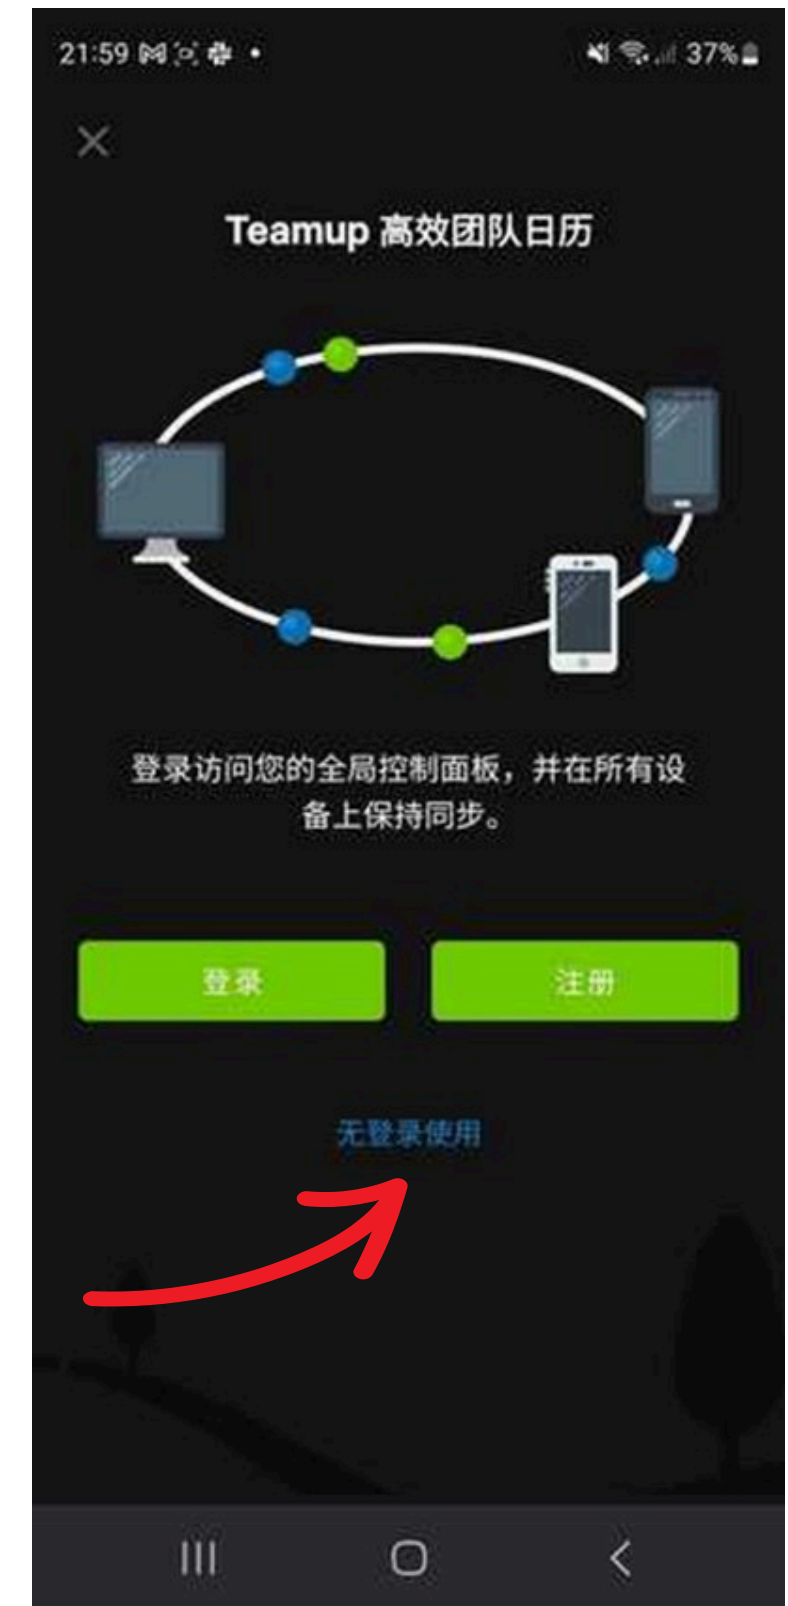 21:59
37%
Teamup 高效团队日历
登录访问您的全局控制面板，并在所有设
备上保持同步。
登录
注册
无登录使用